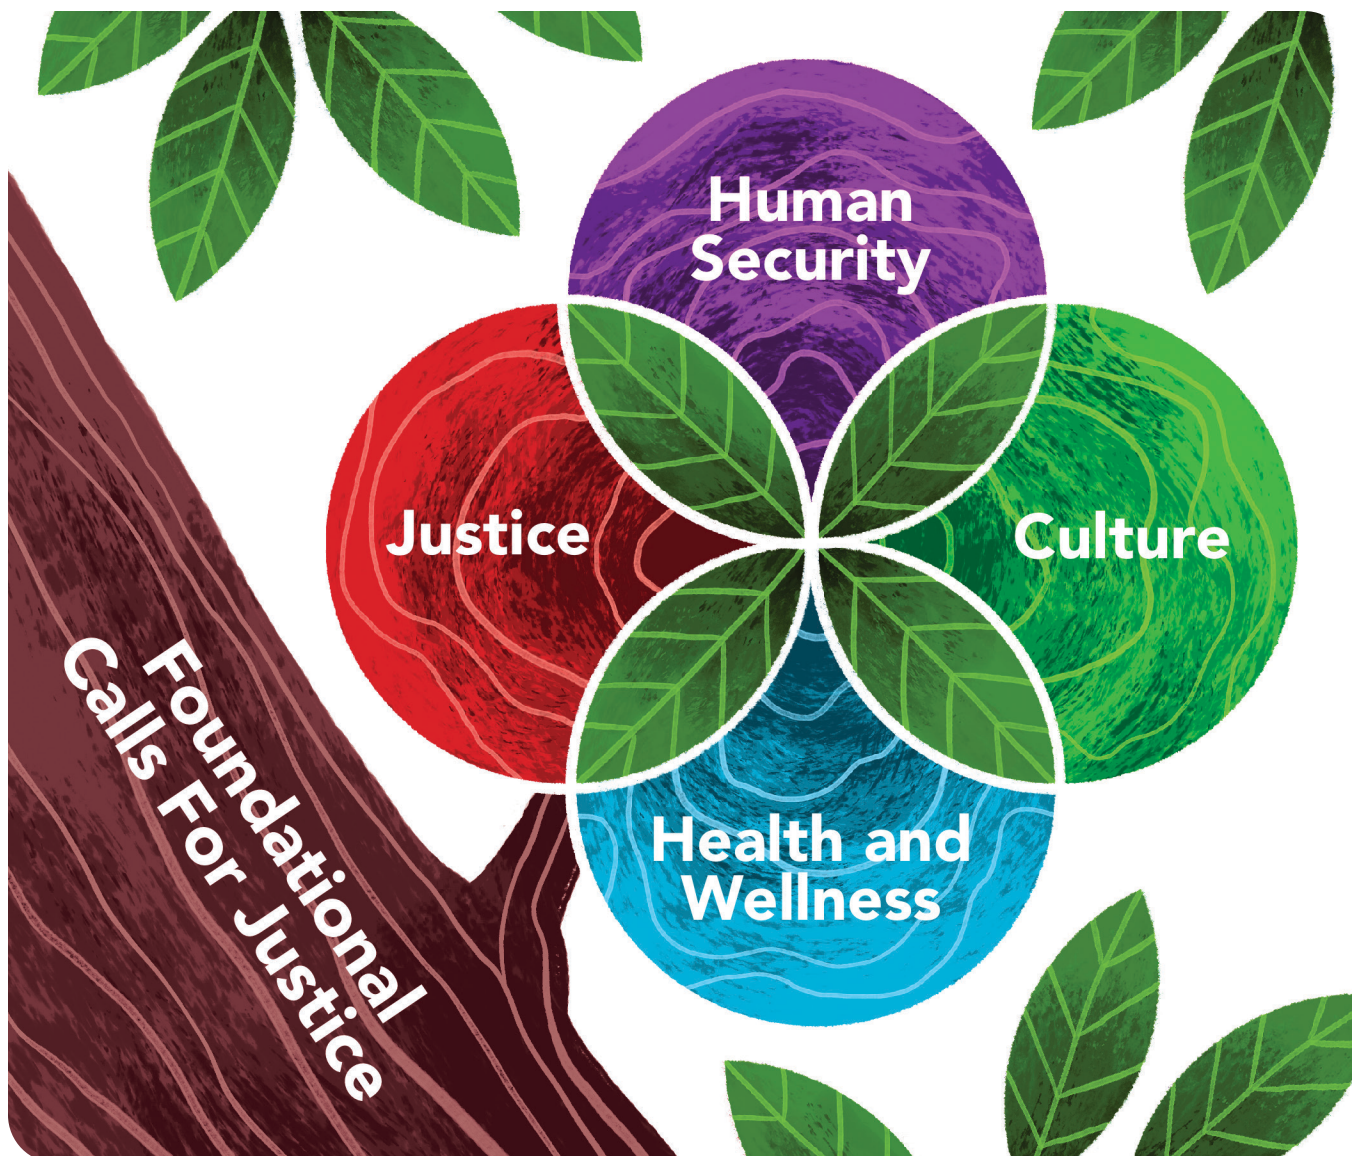 Human
Security
Justice
Culture
Health and
Wellness
Foundational
Calls For Justice